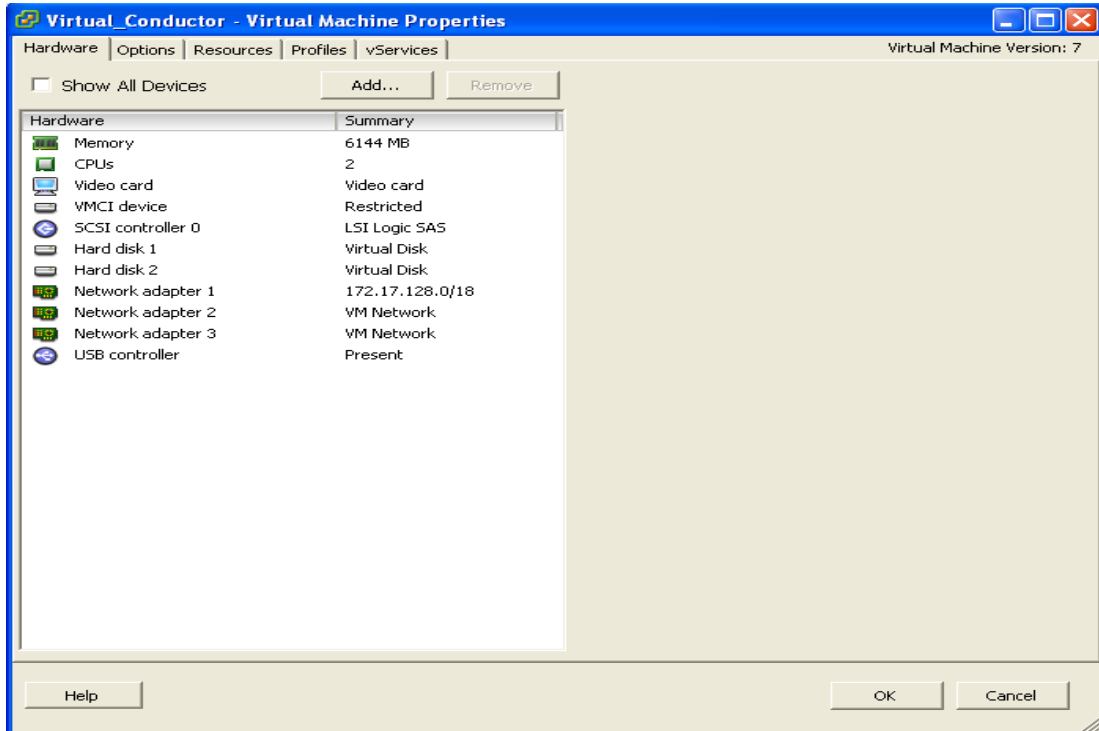 Virtual_Conductor - Virtual Machine Properties
Hardware Options Resources Profiles vServices Virtual Machine Version: 7
Show All Devices Add... Remove
Hardware Summary
Memory 6144 MB
CPUs 2
Video card Video card
VMCI device Restricted
SCSI controller 0 LSI Logic SAS
Hard disk 1 Virtual Disk
Hard disk 2 Virtual Disk
Network adapter 1 172.17.128.0/18
Network adapter 2 VM Network
Network adapter 3 VM Network
USB controller Present
Help OK Cancel